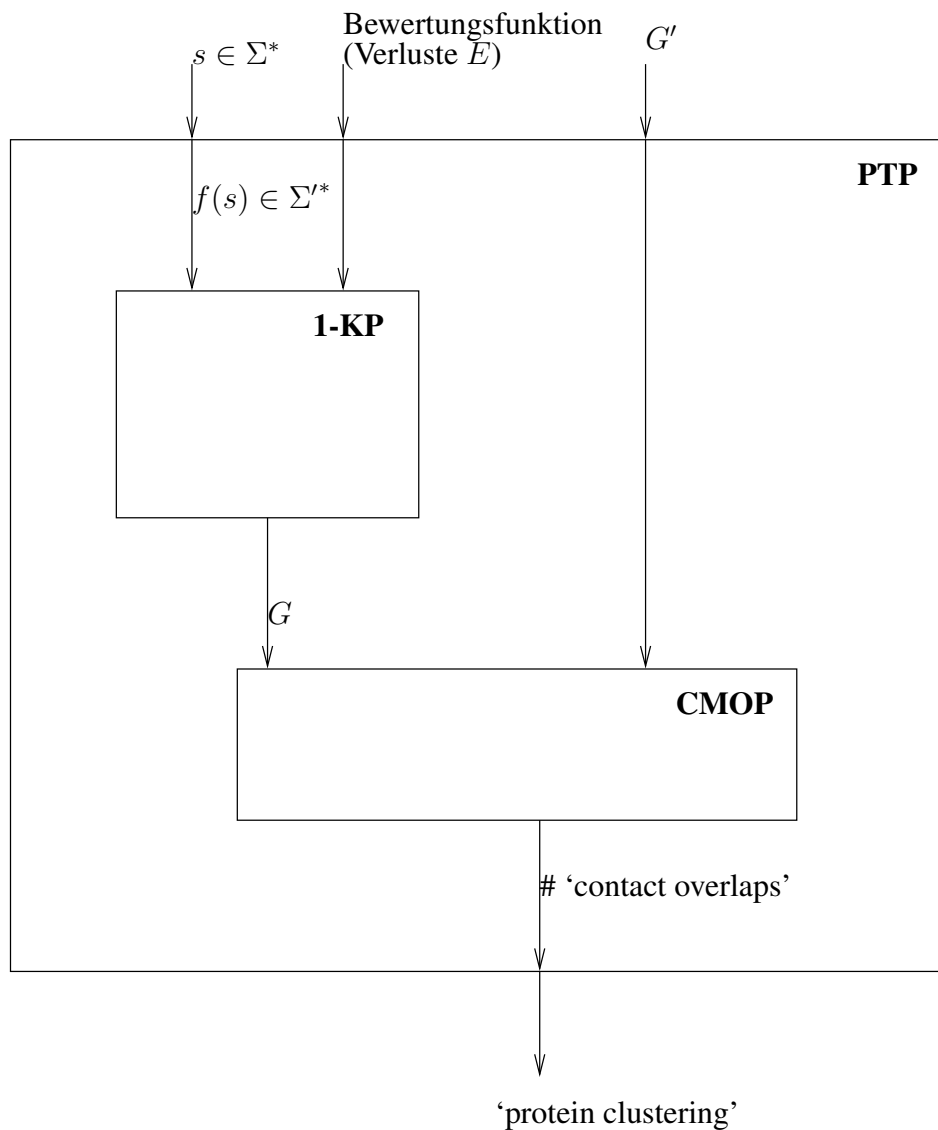 s ∈ Σ*
Bewertungsfunktion
(Verluste E)
G′
PTP
f(s) ∈ Σ′*
1-KP
G
CMOP
# ‘contact overlaps’
‘protein clustering’